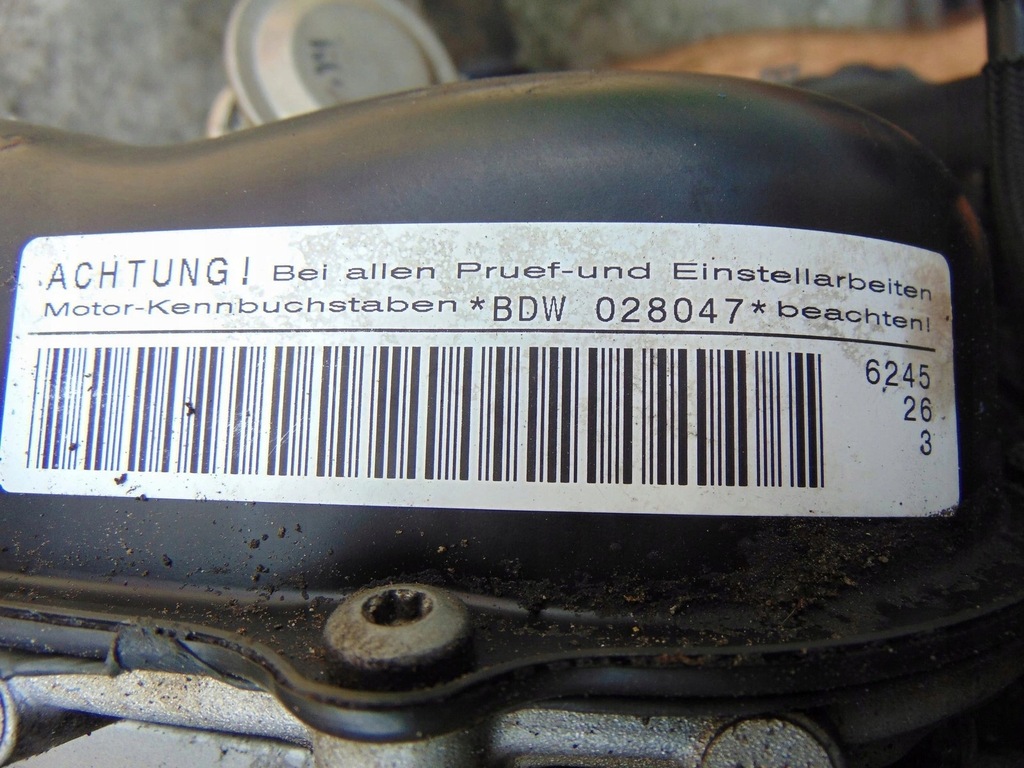 ACHTUNG! Bei allen Pruef-und Einstellarbeiten
Motor-Kennbuchstaben *BDW 028047* beachten!
6245
26
3